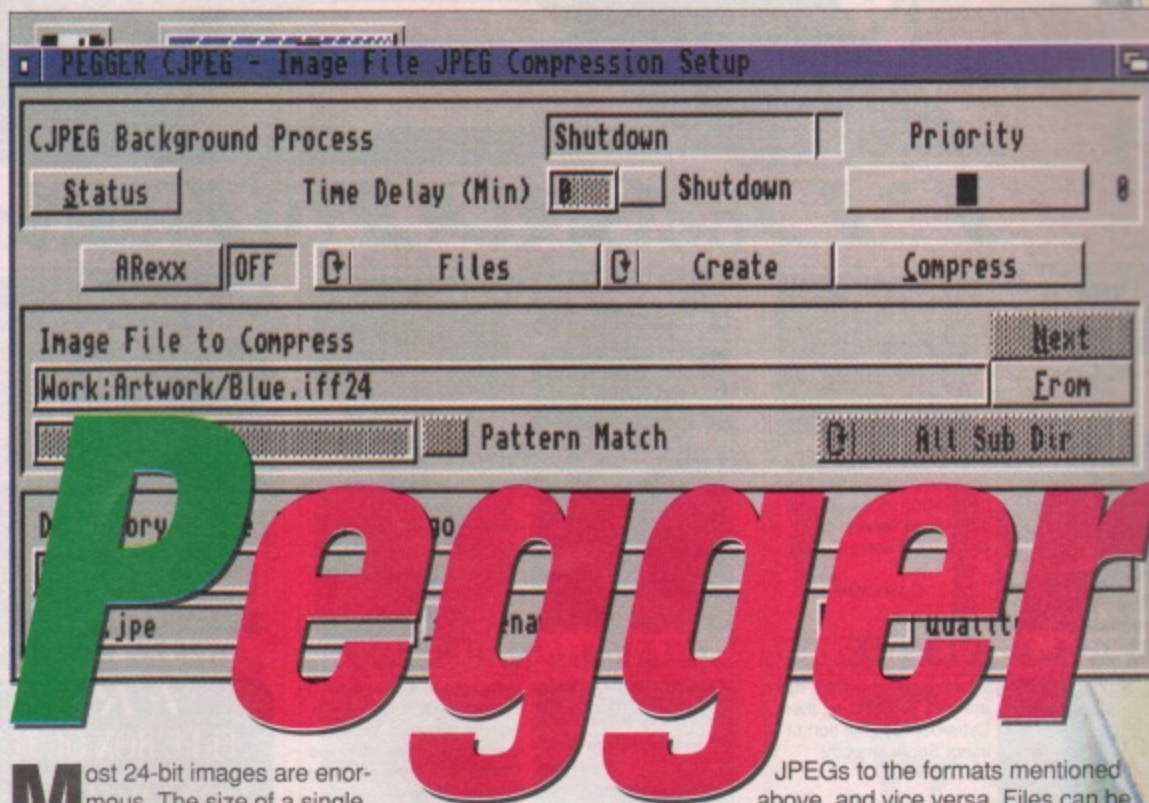 PEGGER CJPEG - Image File JPEG Compression Setup
CJPEG Background Process
Shutdown
Priority
Status
Time Delay (Min)
0
Shutdown
0
ARexx
OFF
Files
Create
Compress
Image File to Compress
Next
Work:Artwork/Blue.iff24
From
Pattern Match
All Sub Dir
.jpe
Pegger
Most 24-bit images are enor-
mous. The size of a single
JPEGs to the formats mentioned
above, and vice versa. Files can be